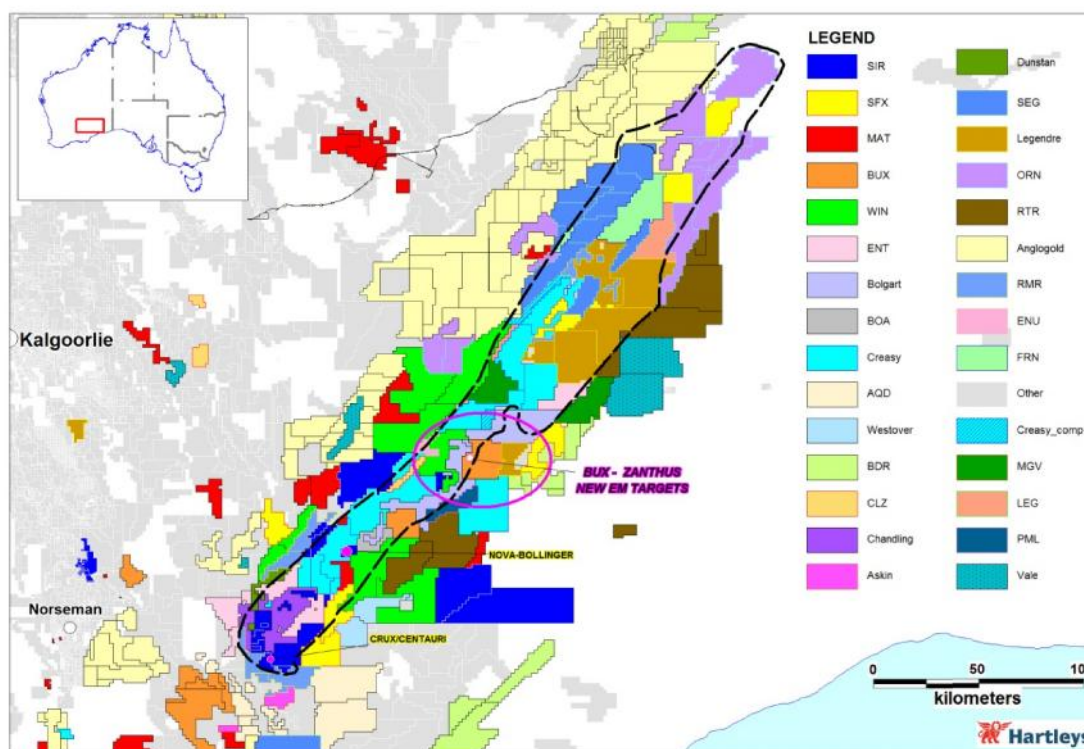 LEGEND
SIR
SFX
MAT
BUX
WIN
ENT
Bolgart
BOA
Creasy
AQD
Westover
BDR
CLZ
Chandling
Askin
Dunstan
SEG
Legendre
ORN
RTR
Anglogold
RMR
ENU
FRN
Other
Creasy_comp
MGV
LEG
PML
Vale
Kalgoorlie
BUX - ZANTHUS
NEW EM TARGETS
NOVA-BOLLINGER
Norseman
CRUX/CENTAURI
0 50 10
kilometers
Hartleys